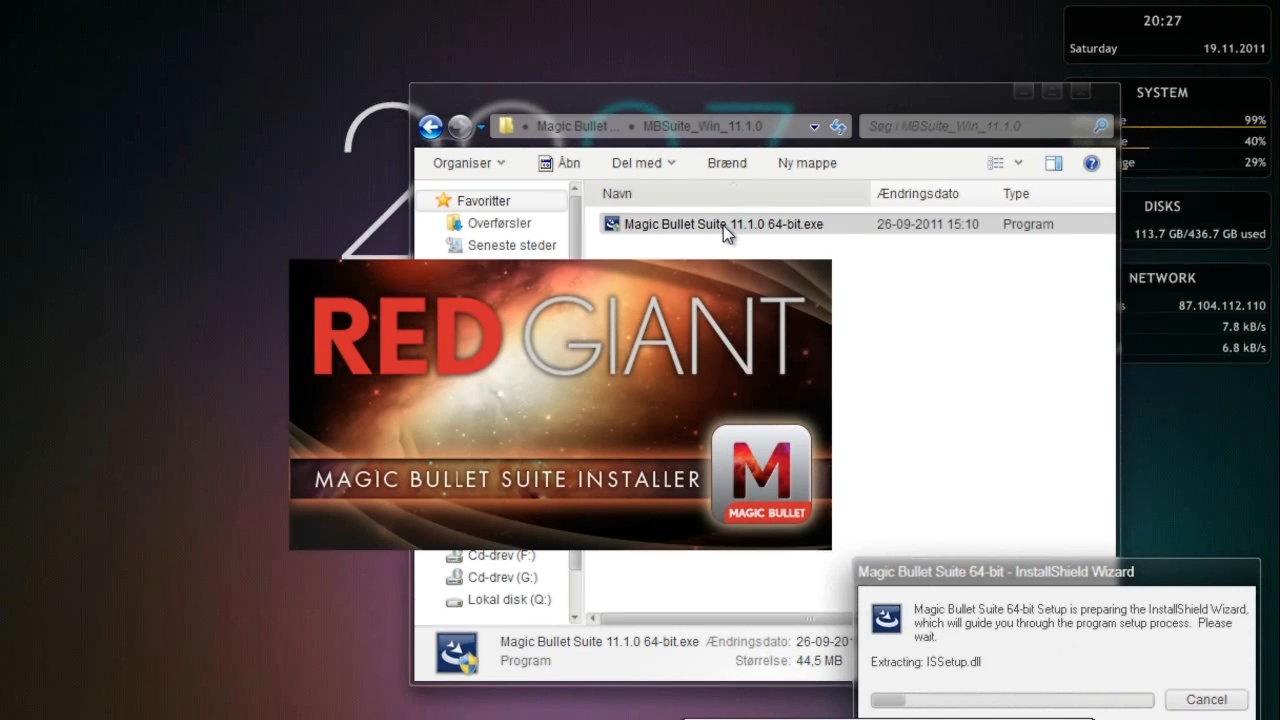 20:27
Saturday 19.11.2011
SYSTEM
99%
40%
29%
DISKS
113.7 GB/436.7 GB used
NETWORK
87.104.112.110
7.8 kB/s
6.8 kB/s
Magic Bullet ... MBSuite_Win_11.1.0
Søg i MBSuite_Win_11.1.0
Organiser Åbn Del med Brænd Ny mappe
Navn Ændringsdato Type
Favoritter
Overførsler
Seneste steder
Magic Bullet Suite 11.1.0 64-bit.exe 26-09-2011 15:10 Program
RED GIANT
MAGIC BULLET SUITE INSTALLER
M
MAGIC BULLET
Cd-drev (F:)
Cd-drev (G:)
Lokal disk (Q:)
Magic Bullet Suite 11.1.0 64-bit.exe Ændringsdato: 26-09-20
Program Størrelse: 44,5 MB
Magic Bullet Suite 64-bit - InstallShield Wizard
Magic Bullet Suite 64-bit Setup is preparing the InstallShield Wizard,
which will guide you through the program setup process. Please
wait.
Extracting: ISSetup.dll
Cancel